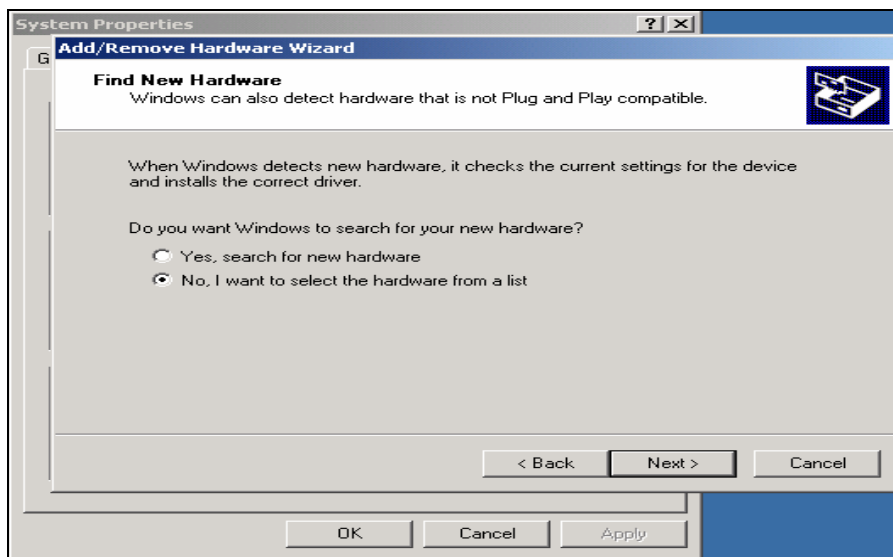 System Properties
G
Add/Remove Hardware Wizard
Find New Hardware
Windows can also detect hardware that is not Plug and Play compatible.
When Windows detects new hardware, it checks the current settings for the device
and installs the correct driver.
Do you want Windows to search for your new hardware?
Yes, search for new hardware
No, I want to select the hardware from a list
< Back Next > Cancel
OK Cancel Apply